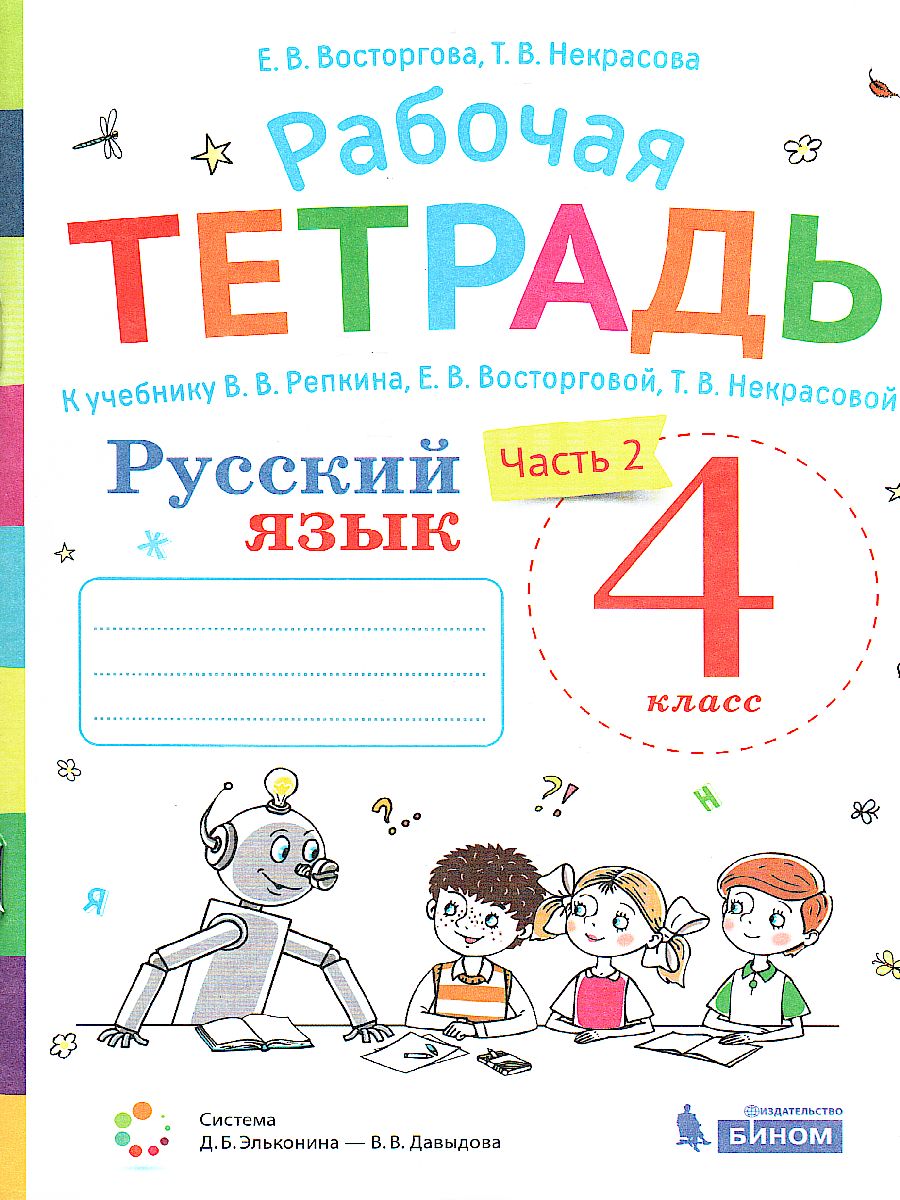 Е. В. Восторгова, Т. В. Некрасова
Рабочая
ТЕТРАДЬ
К учебнику В. В. Репкина, Е. В. Восторговой, Т. В. Некрасовой
Русский
язык
Часть 2
4
класс
?..
?!
Н
Я
Система
Д. Б. Эльконина — В. В. Давыдова
ИЗДАТЕЛЬСТВО
БИНОМ